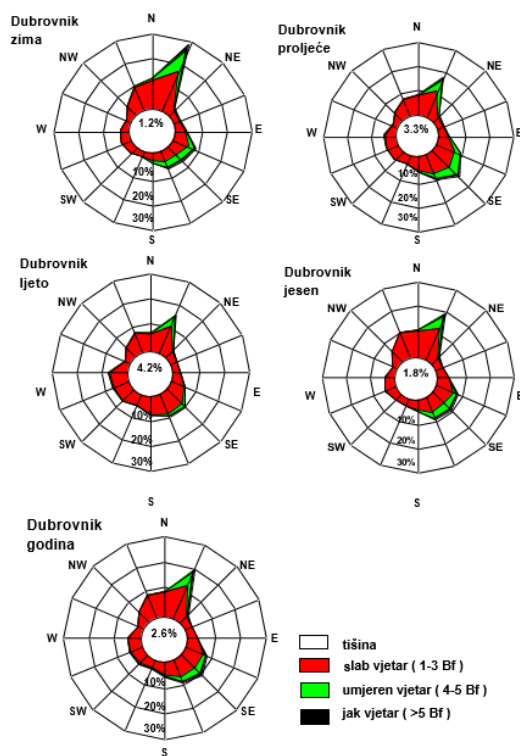 Dubrovnik
zima
N
NW
NE
W
E
SW
SE
S
1.2%
10%
20%
30%
Dubrovnik
proljeće
N
NW
NE
W
E
SW
SE
S
3.3%
10%
20%
30%
Dubrovnik
ljeto
N
NW
NE
W
E
SW
SE
S
4.2%
10%
20%
30%
Dubrovnik
jesen
N
NW
NE
W
E
SW
SE
S
1.8%
10%
20%
30%
Dubrovnik
godina
N
NW
NE
W
E
SW
SE
S
2.6%
10%
20%
30%
tišina
slab vjetar ( 1-3 Bf )
umjeren vjetar ( 4-5 Bf )
jak vjetar ( >5 Bf )